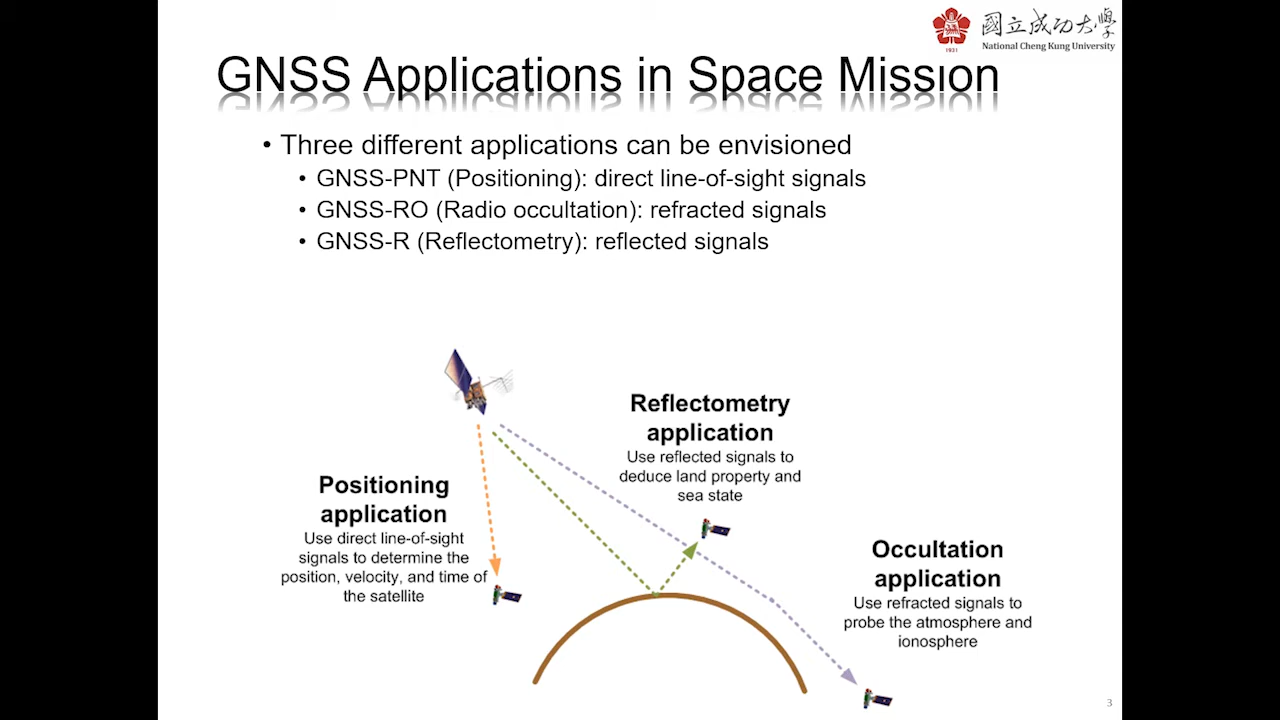 國立成功大學
National Cheng Kung University
1931
GNSS Applications in Space Mission
• Three different applications can be envisioned
• GNSS-PNT (Positioning): direct line-of-sight signals
• GNSS-RO (Radio occultation): refracted signals
• GNSS-R (Reflectometry): reflected signals
Reflectometry
application
Use reflected signals to
deduce land property and
sea state
Positioning
application
Use direct line-of-sight
signals to determine the
position, velocity, and time of
the satellite
Occultation
application
Use refracted signals to
probe the atmosphere and
ionosphere
3